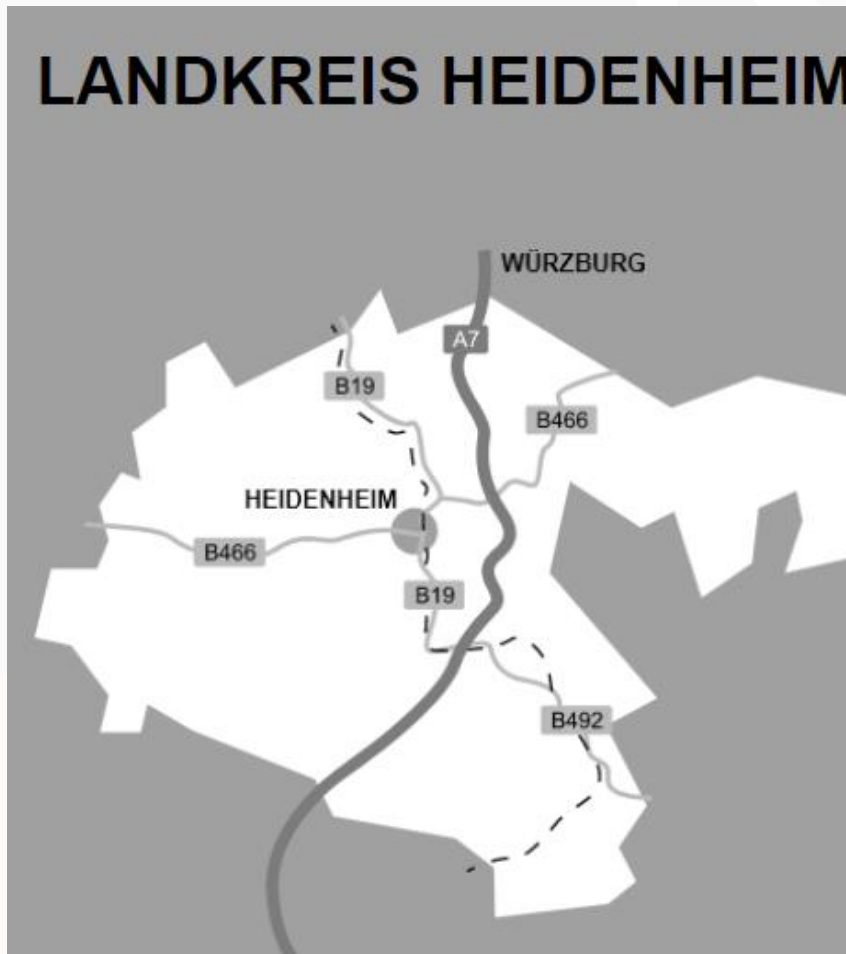 LANDKREIS HEIDENHEIM
WÜRZBURG
A7
B19
B466
HEIDENHEIM
B466
B19
B492